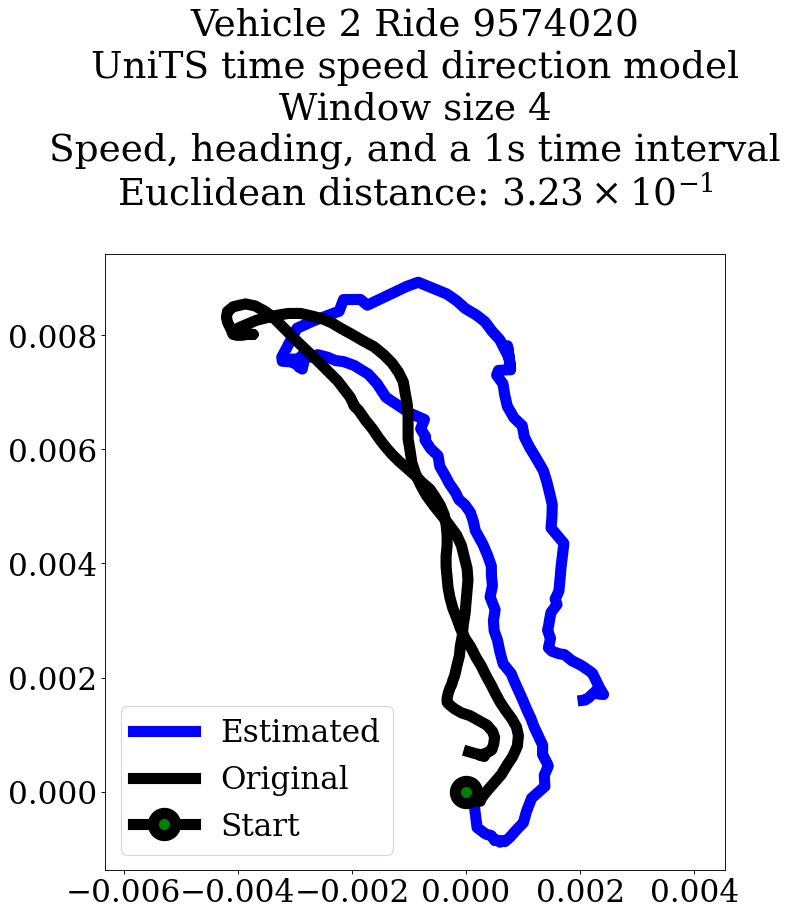 Vehicle 2 Ride 9574020
UniTS time speed direction model
Window size 4
Speed, heading, and a 1s time interval
Euclidean distance: 3.23 × 10⁻¹
0.008
0.006
0.004
0.002
0.000
Estimated
Original
Start
−0.006 −0.004 −0.002 0.000 0.002 0.004